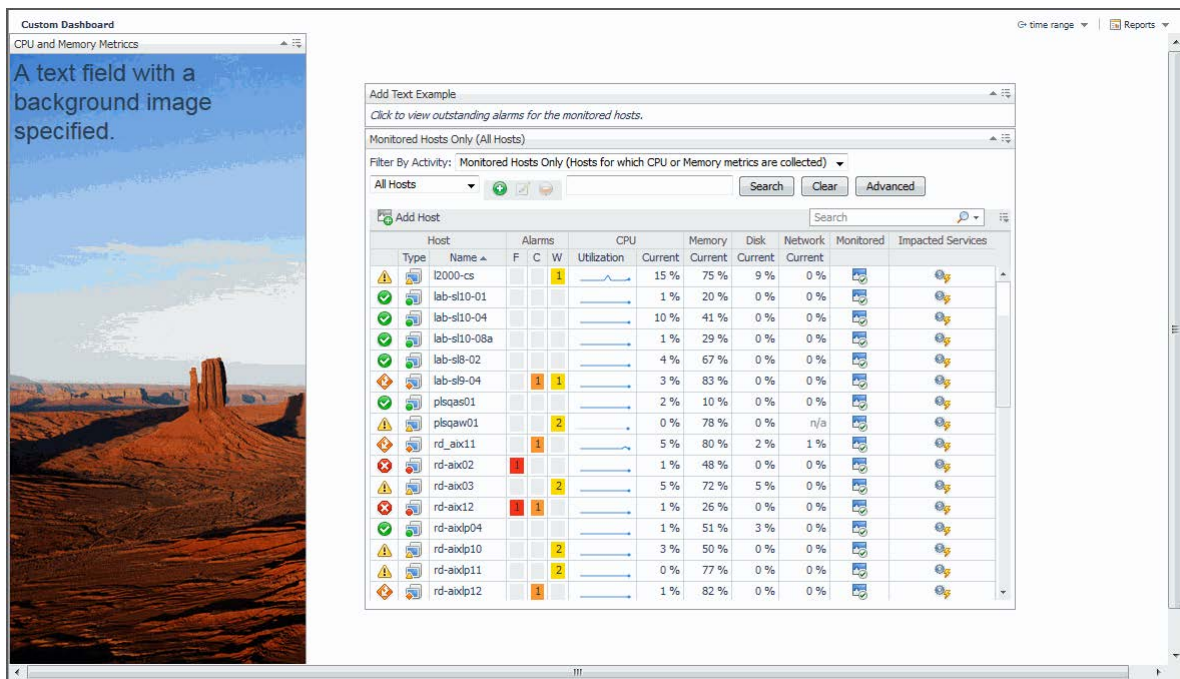 Custom Dashboard
time range
Reports
CPU and Memory Metriccs
A text field with a
background image
specified.
Add Text Example
Click to view outstanding alarms for the monitored hosts.
Monitored Hosts Only (All Hosts)
Filter By Activity: Monitored Hosts Only (Hosts for which CPU or Memory metrics are collected)
All Hosts Search Clear Advanced
Add Host Search
Host Alarms CPU Memory Disk Network Monitored Impacted Services
Type Name F C W Utilization Current Current Current Current
l2000-cs 1 15 % 75 % 9 % 0 %
lab-sl10-01 1 % 20 % 0 % 0 %
lab-sl10-04 10 % 41 % 0 % 0 %
lab-sl10-08a 1 % 29 % 0 % 0 %
lab-sl8-02 4 % 67 % 0 % 0 %
lab-sl9-04 1 1 3 % 83 % 0 % 0 %
plsqas01 2 % 10 % 0 % 0 %
plsqaw01 2 0 % 78 % 0 % n/a
rd_aix11 1 5 % 80 % 2 % 1 %
rd-aix02 1 1 % 48 % 0 % 0 %
rd-aix03 2 5 % 72 % 5 % 0 %
rd-aix12 1 1 1 % 26 % 0 % 0 %
rd-aixlp04 1 % 51 % 3 % 0 %
rd-aixlp10 2 3 % 50 % 0 % 0 %
rd-aixlp11 2 0 % 77 % 0 % 0 %
rd-aixlp12 1 1 % 82 % 0 % 0 %